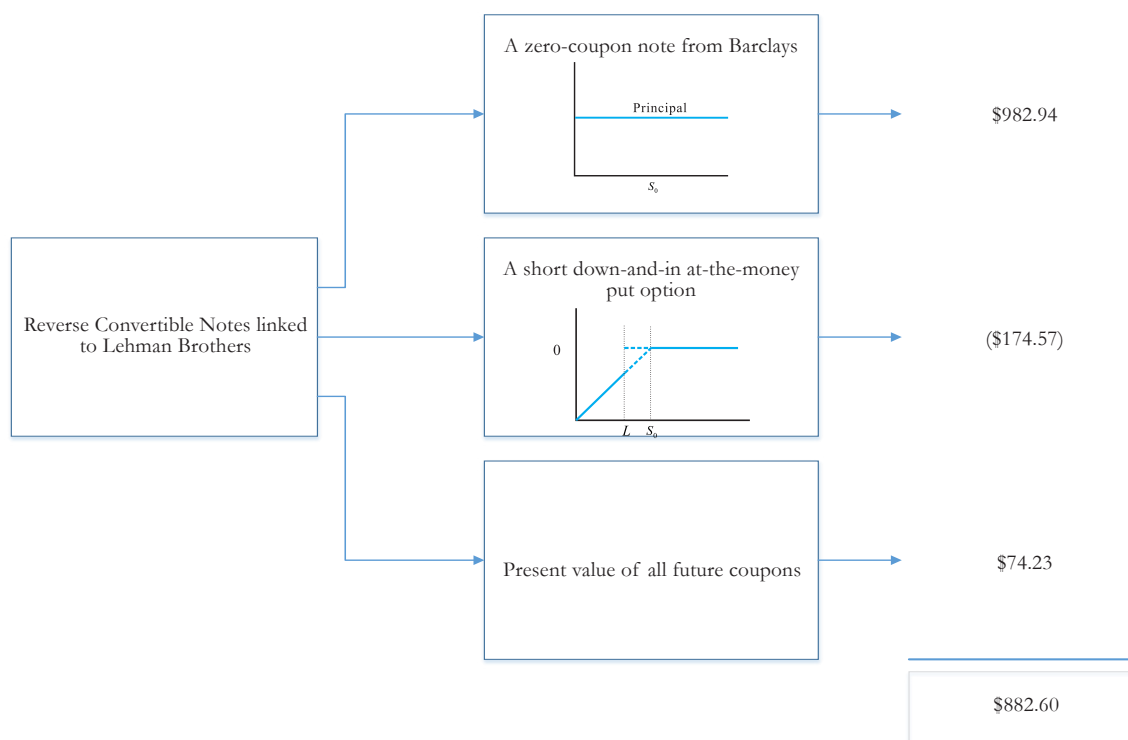 A zero-coupon note from Barclays
Principal
S₀
$982.94
Reverse Convertible Notes linked
to Lehman Brothers
A short down-and-in at-the-money
put option
0
L S₀
($174.57)
Present value of all future coupons
$74.23
$882.60